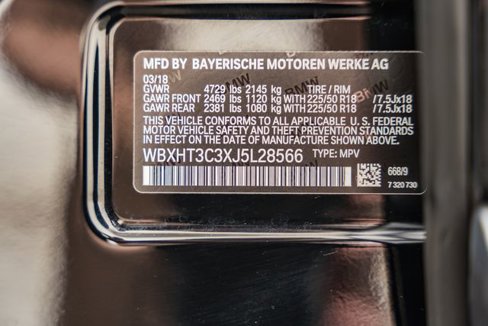 MFD BY BAYERISCHE MOTOREN WERKE AG
03/18
GVWR 4729 lbs 2145 kg TIRE / RIM
GAWR FRONT 2469 lbs 1120 kg WITH 225/50 R18 /7.5Jx18
GAWR REAR 2381 lbs 1080 kg WITH 225/50 R18 /7.5Jx18
THIS VEHICLE CONFORMS TO ALL APPLICABLE U.S. FEDERAL
MOTOR VEHICLE SAFETY AND THEFT PREVENTION STANDARDS
IN EFFECT ON THE DATE OF MANUFACTURE SHOWN ABOVE.
WBXHT3C3XJ5L28566 TYPE: MPV
668/9
7 320 730